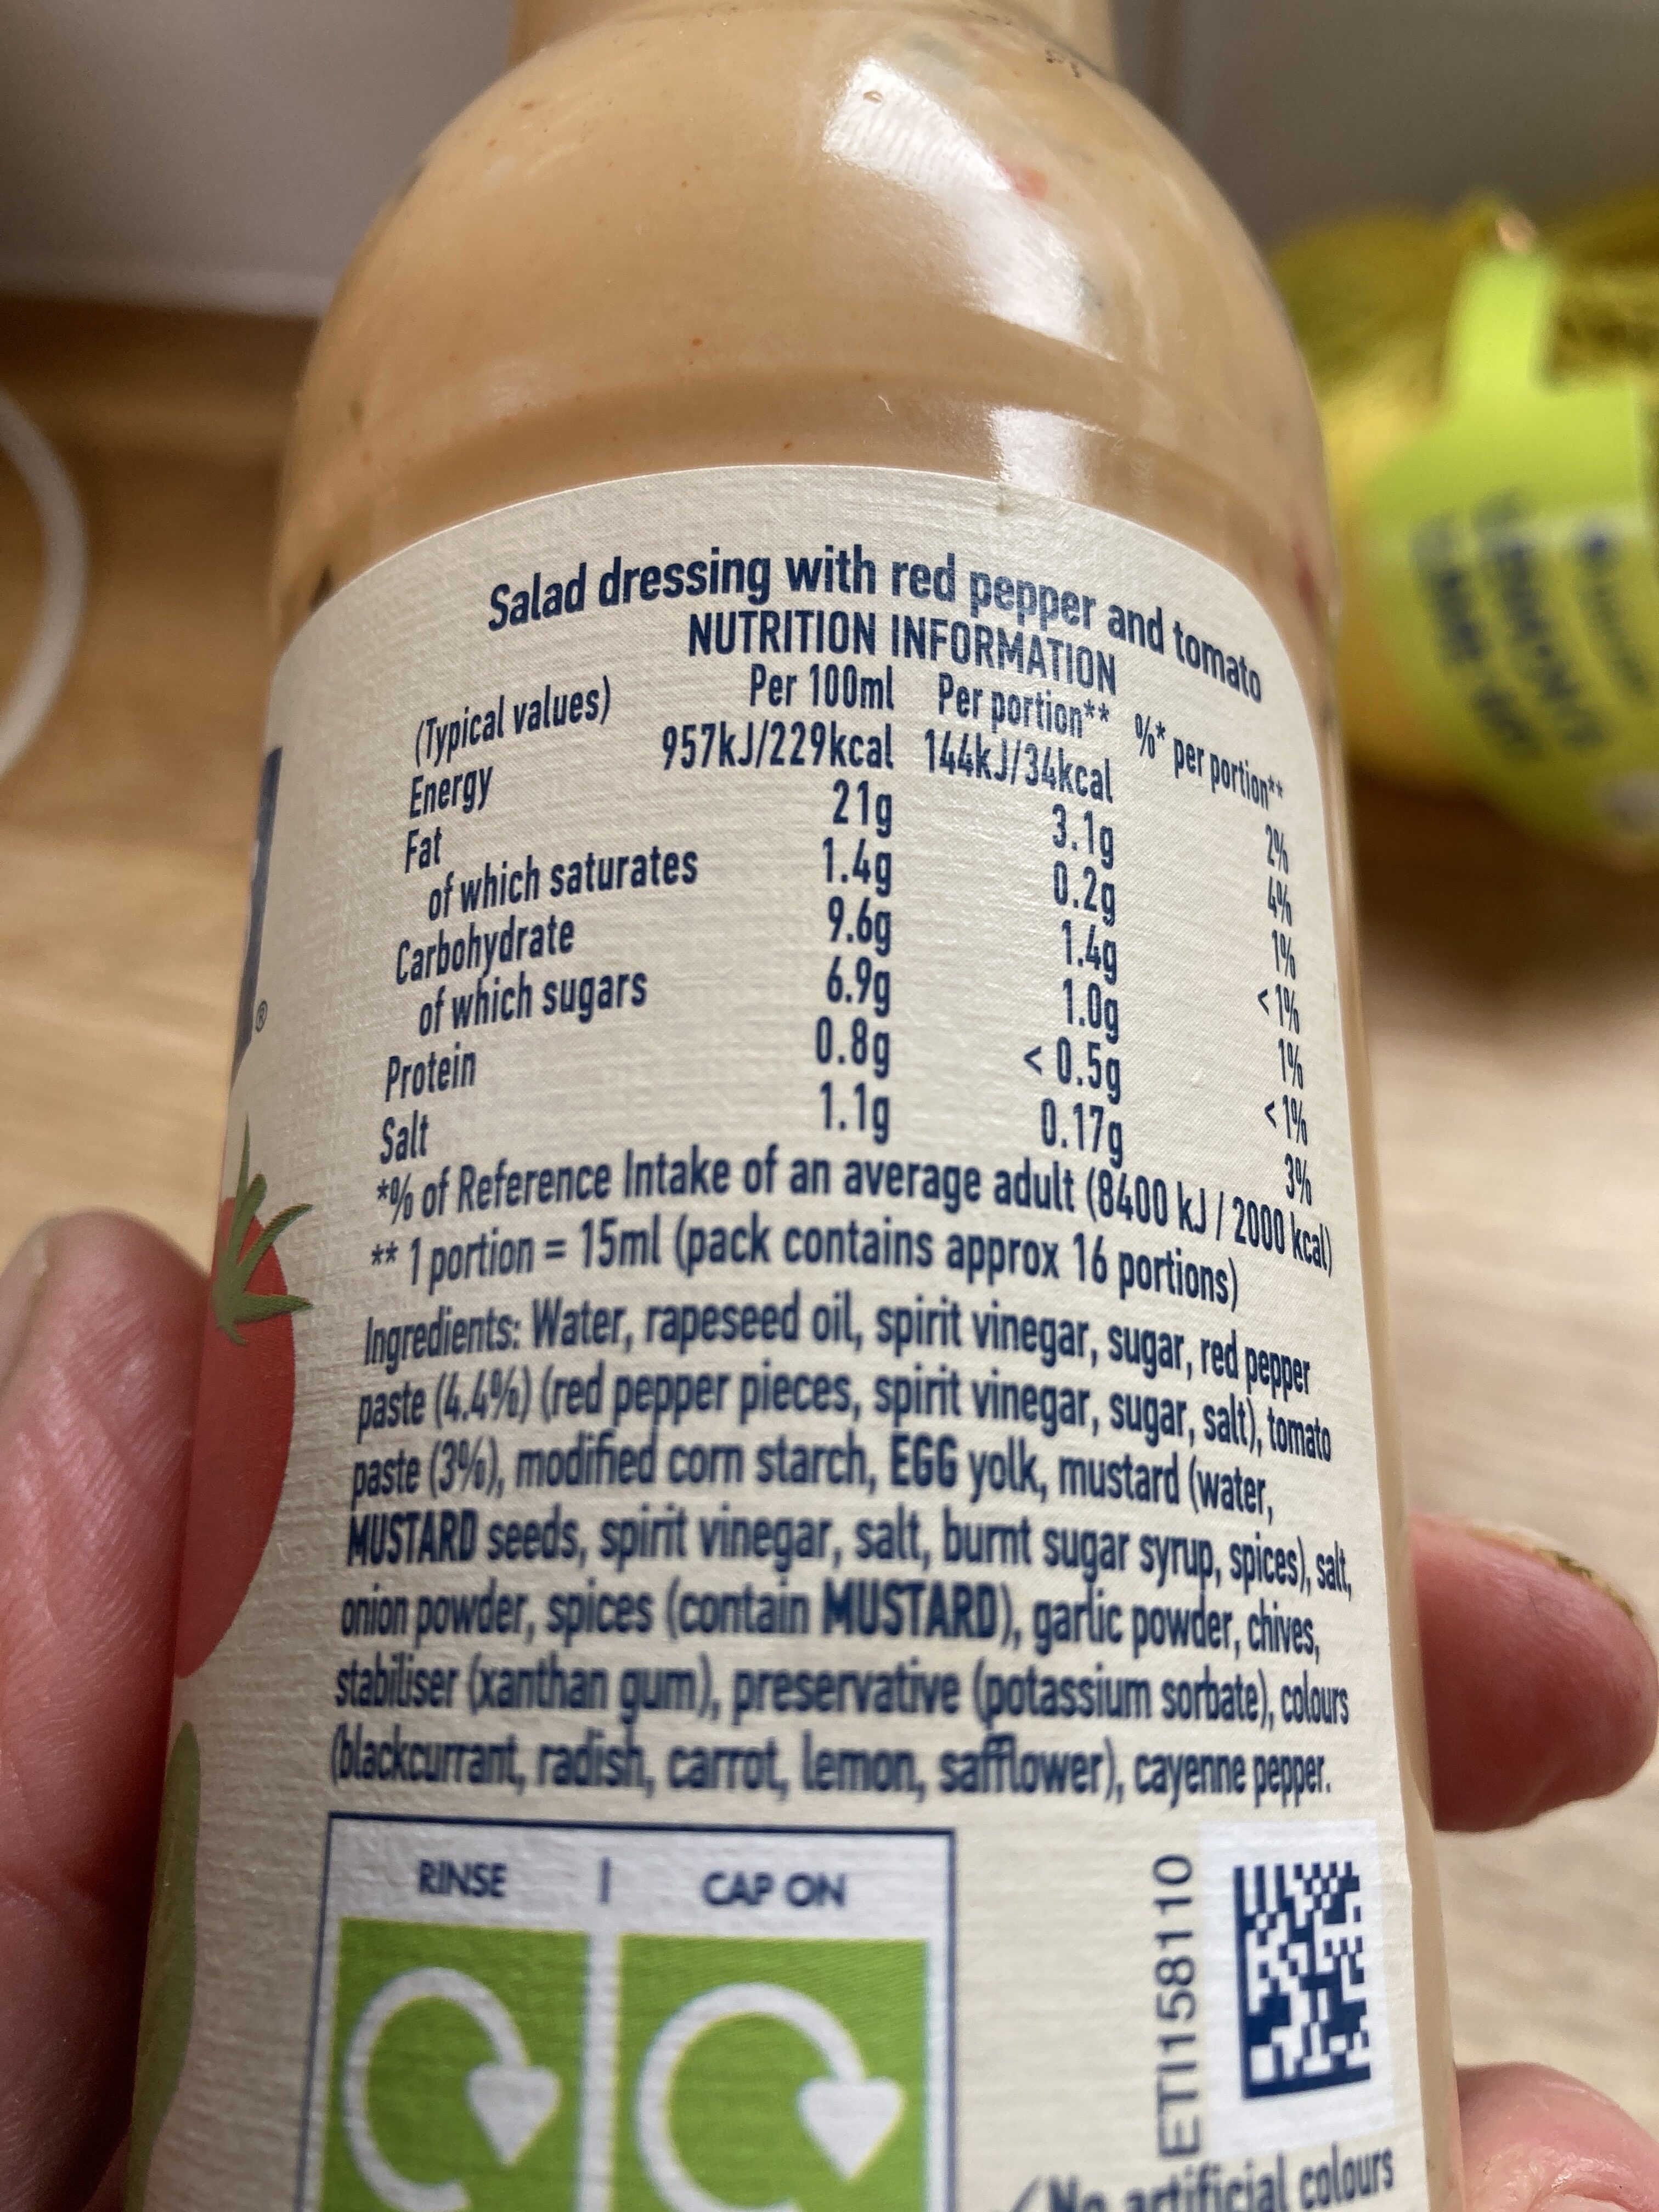 Salad dressing with red pepper and tomato
NUTRITION INFORMATION
(Typical values) Per 100ml Per portion** %* per portion**
Energy 957kJ/229kcal 144kJ/34kcal 2%
Fat 21g 3.1g 4%
of which saturates 1.4g 0.2g 1%
Carbohydrate 9.6g 1.4g <1%
of which sugars 6.9g 1.0g 1%
Protein 0.8g <0.5g <1%
Salt 1.1g 0.17g 3%
*% of Reference Intake of an average adult (8400 kJ / 2000 kcal)
** 1 portion = 15ml (pack contains approx 16 portions)
Ingredients: Water, rapeseed oil, spirit vinegar, sugar, red pepper
paste (4.4%) (red pepper pieces, spirit vinegar, sugar, salt), tomato
paste (3%), modified corn starch, EGG yolk, mustard (water,
MUSTARD seeds, spirit vinegar, salt, burnt sugar syrup, spices), salt,
onion powder, spices (contain MUSTARD), garlic powder, chives,
stabiliser (xanthan gum), preservative (potassium sorbate), colours
(blackcurrant, radish, carrot, lemon, safflower), cayenne pepper.
RINSE | CAP ON
ETI1158110
✓No artificial colours
®